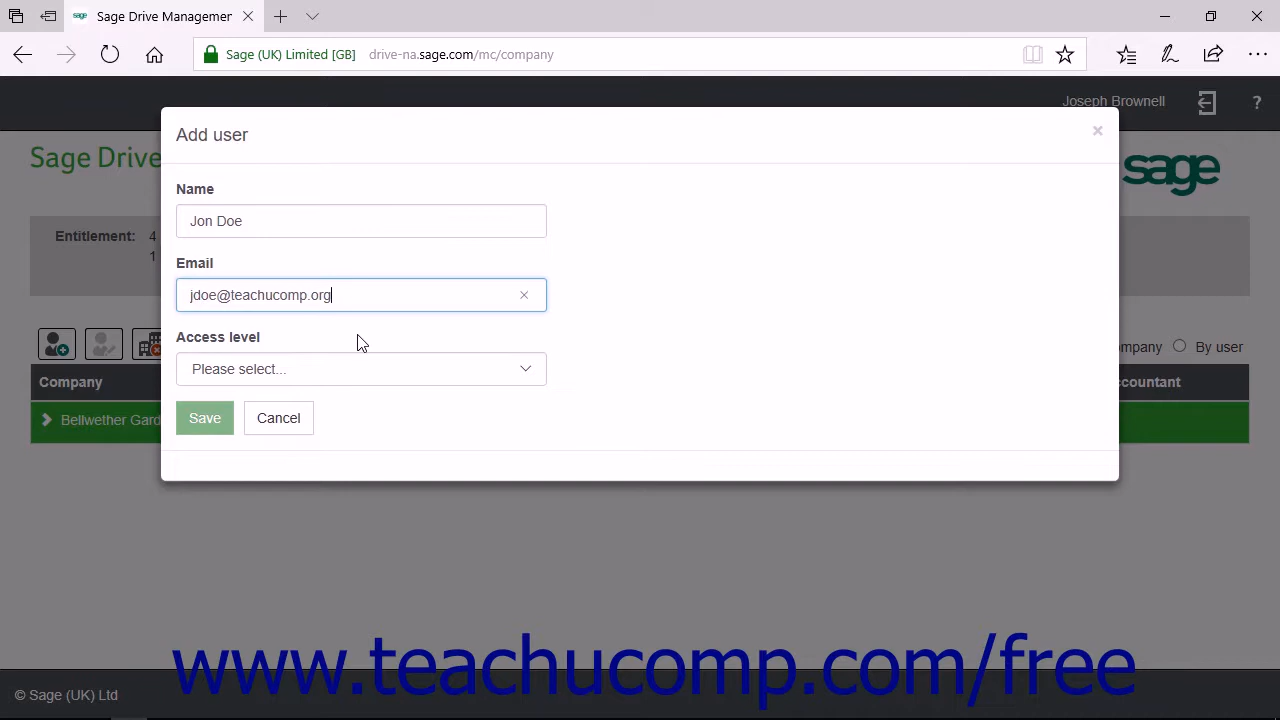 Sage Drive Managemer
Sage (UK) Limited [GB] drive-na.sage.com/mc/company
Joseph Brownell ?
Add user ×
Sage Drive
sage
Name
Jon Doe
Entitlement: 4
1
Email
jdoe@teachucomp.org
Access level
Please select...
mpany By user
Company
ccountant
Save Cancel
Bellwether Gard
www.teachucomp.com/free
© Sage (UK) Ltd